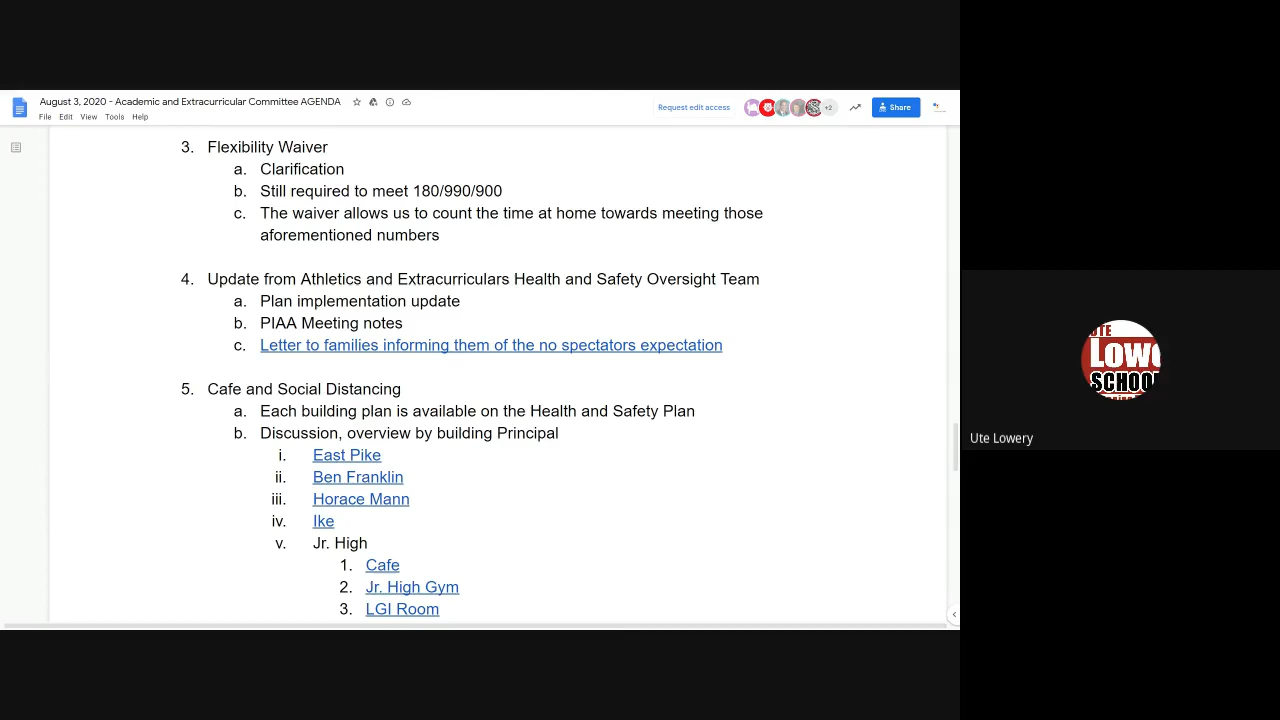 August 3, 2020 - Academic and Extracurricular Committee AGENDA
File Edit View Tools Help
Request edit access
+2
Share
3. Flexibility Waiver
a. Clarification
b. Still required to meet 180/990/900
c. The waiver allows us to count the time at home towards meeting those
aforementioned numbers
4. Update from Athletics and Extracurriculars Health and Safety Oversight Team
a. Plan implementation update
b. PIAA Meeting notes
c. Letter to families informing them of the no spectators expectation
5. Cafe and Social Distancing
a. Each building plan is available on the Health and Safety Plan
b. Discussion, overview by building Principal
i. East Pike
ii. Ben Franklin
iii. Horace Mann
iv. Ike
v. Jr. High
1. Cafe
2. Jr. High Gym
3. LGI Room
UTE
LOWE
SCHOOL
Ute Lowery